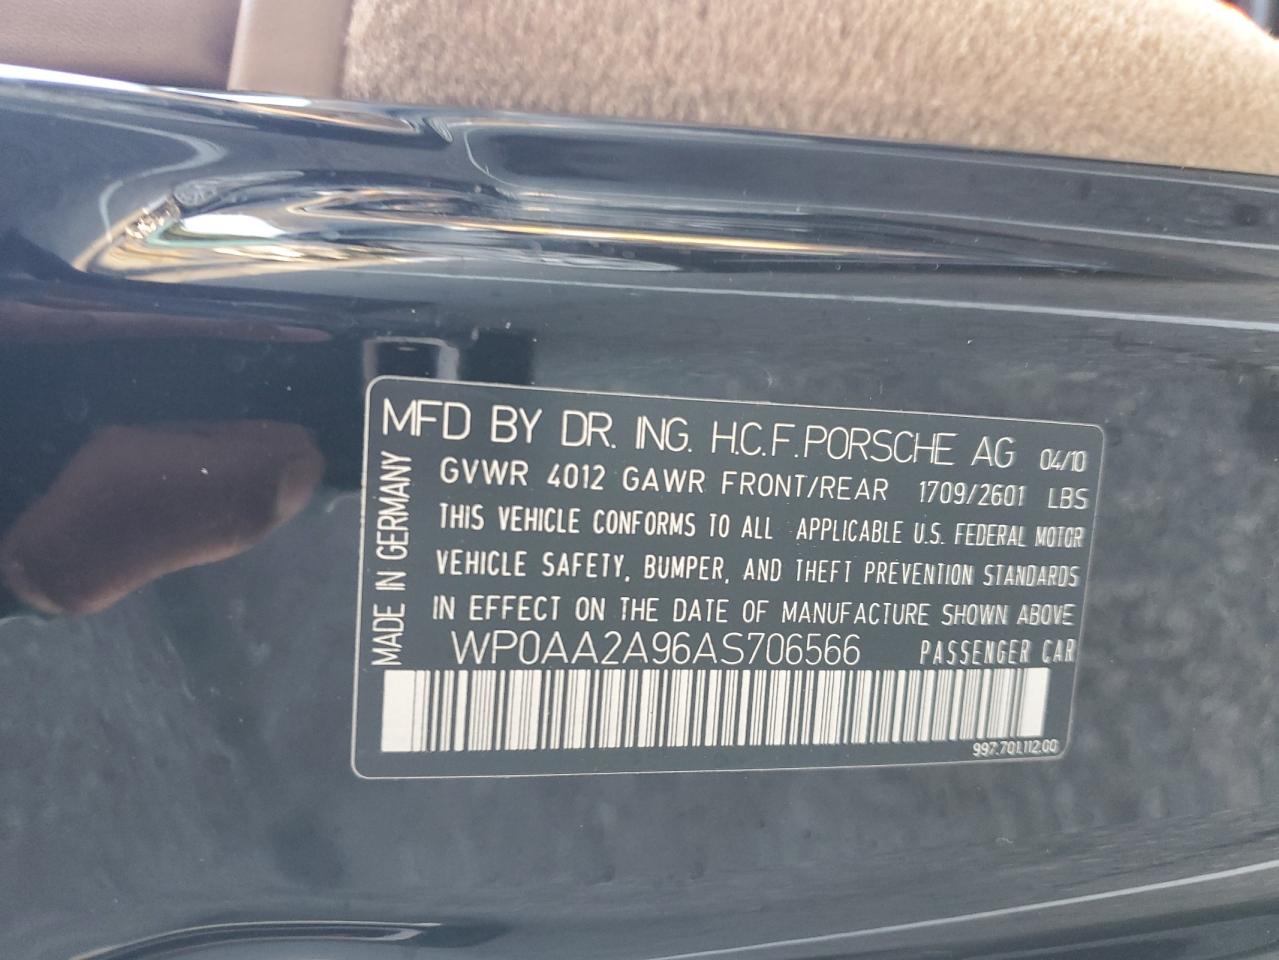 MFD BY DR. ING. H.C.F. PORSCHE AG 04/10
GVWR 4012 GAWR FRONT/REAR 1709/2601 LBS
THIS VEHICLE CONFORMS TO ALL APPLICABLE U.S. FEDERAL MOTOR
VEHICLE SAFETY, BUMPER, AND THEFT PREVENTION STANDARDS
IN EFFECT ON THE DATE OF MANUFACTURE SHOWN ABOVE
WP0AA2A96AS706566 PASSENGER CAR
997.701.112.00
MADE IN GERMANY